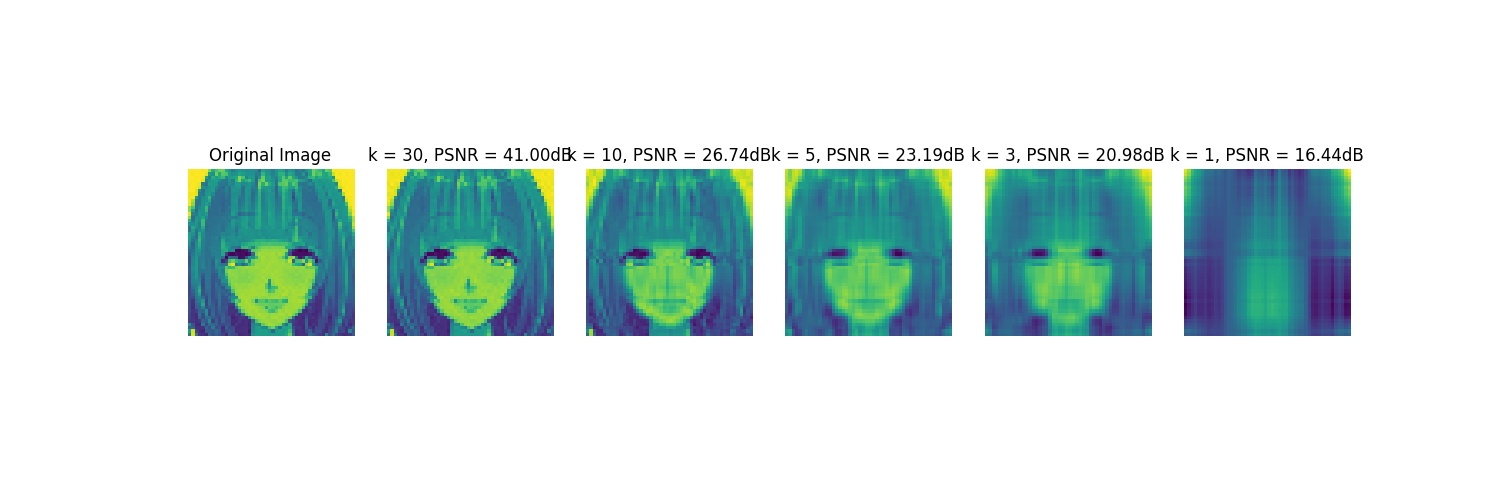 Original Image
k = 30, PSNR = 41.00dB
k = 10, PSNR = 26.74dB
k = 5, PSNR = 23.19dB
k = 3, PSNR = 20.98dB
k = 1, PSNR = 16.44dB